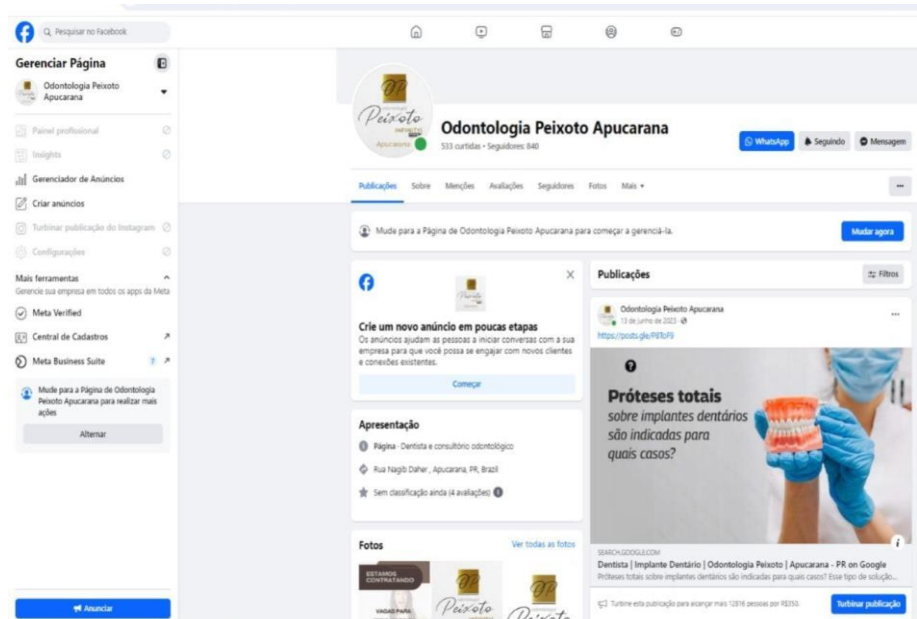 Pesquisar no Facebook
Gerenciar Página
Odontologia Peixoto
Apucarana
Painel profissional
Insights
Gerenciador de Anúncios
Criar anúncios
Turbinar publicação do Instagram
Configurações
Mais ferramentas
Gerencie sua empresa em todos os apps da Meta
Meta Verified
Central de Cadastros
Meta Business Suite
Mude para a Página de Odontologia
Peixoto Apucarana para realizar mais
ações
Alternar
Anunciar
OP
Peixoto
Apucarana
Odontologia Peixoto Apucarana
533 curtidas • Seguidores: 840
WhatsApp
Seguindo
Mensagem
Publicações Sobre Menções Avaliações Seguidores Fotos Mais
Mude para a Página de Odontologia Peixoto Apucarana para começar a gerenciá-la.
Mudar agora
Peixoto
Crie um novo anúncio em poucas etapas
Os anúncios ajudam as pessoas a iniciar conversas com a sua
empresa para que você possa se engajar com novos clientes
e conexões existentes.
Começar
Apresentação
Página · Dentista e consultório odontológico
Rua Nagib Daher , Apucarana, PR, Brazil
Sem classificação ainda (4 avaliações)
Fotos
Ver todas as fotos
ESTAMOS
CONTRATANDO
VAGAS PARA
Peixoto
Peixoto
Publicações
Filtros
Odontologia Peixoto Apucarana
13 de junho de 2023
?
Próteses totais
sobre implantes dentários
são indicadas para
quais casos?
SEARCH.GOOGLE.COM
Dentista | Implante Dentário | Odontologia Peixoto | Apucarana - PR on Google
Próteses totais sobre implantes dentários são indicadas para quais casos? Esse tipo de solução...
Turbine esta publicação para alcançar mais 12816 pessoas por R$350.
Turbinar publicação